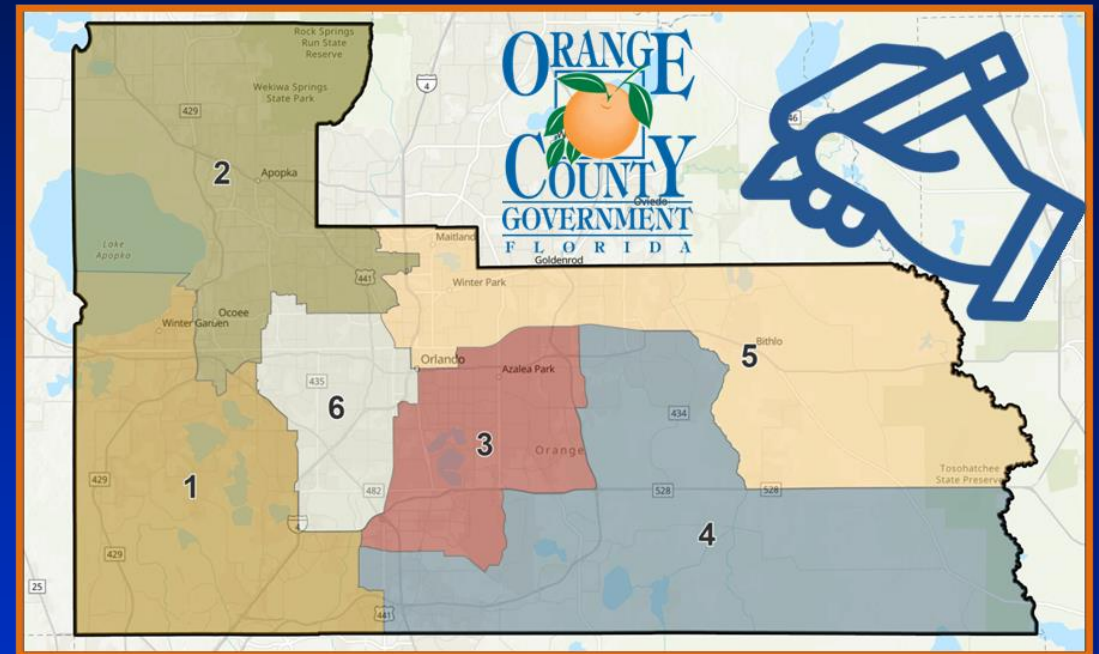 Rock Springs
Run State
Reserve
Wekiwa Springs
State Park
4
429
2
Apopka
ORANGE
COUNTY
GOVERNMENT
FLORIDA
46
Oviedo
Goldenrod
Lake
Apopka
Maitland
441
Winter Park
Ocoee
Winter Garden
Orlando
Azalea Park
Bithlo
5
435
6
434
3
Orange
1
429
482
528
528
Tosohatchee
State Preserve
4
4
429
25
441